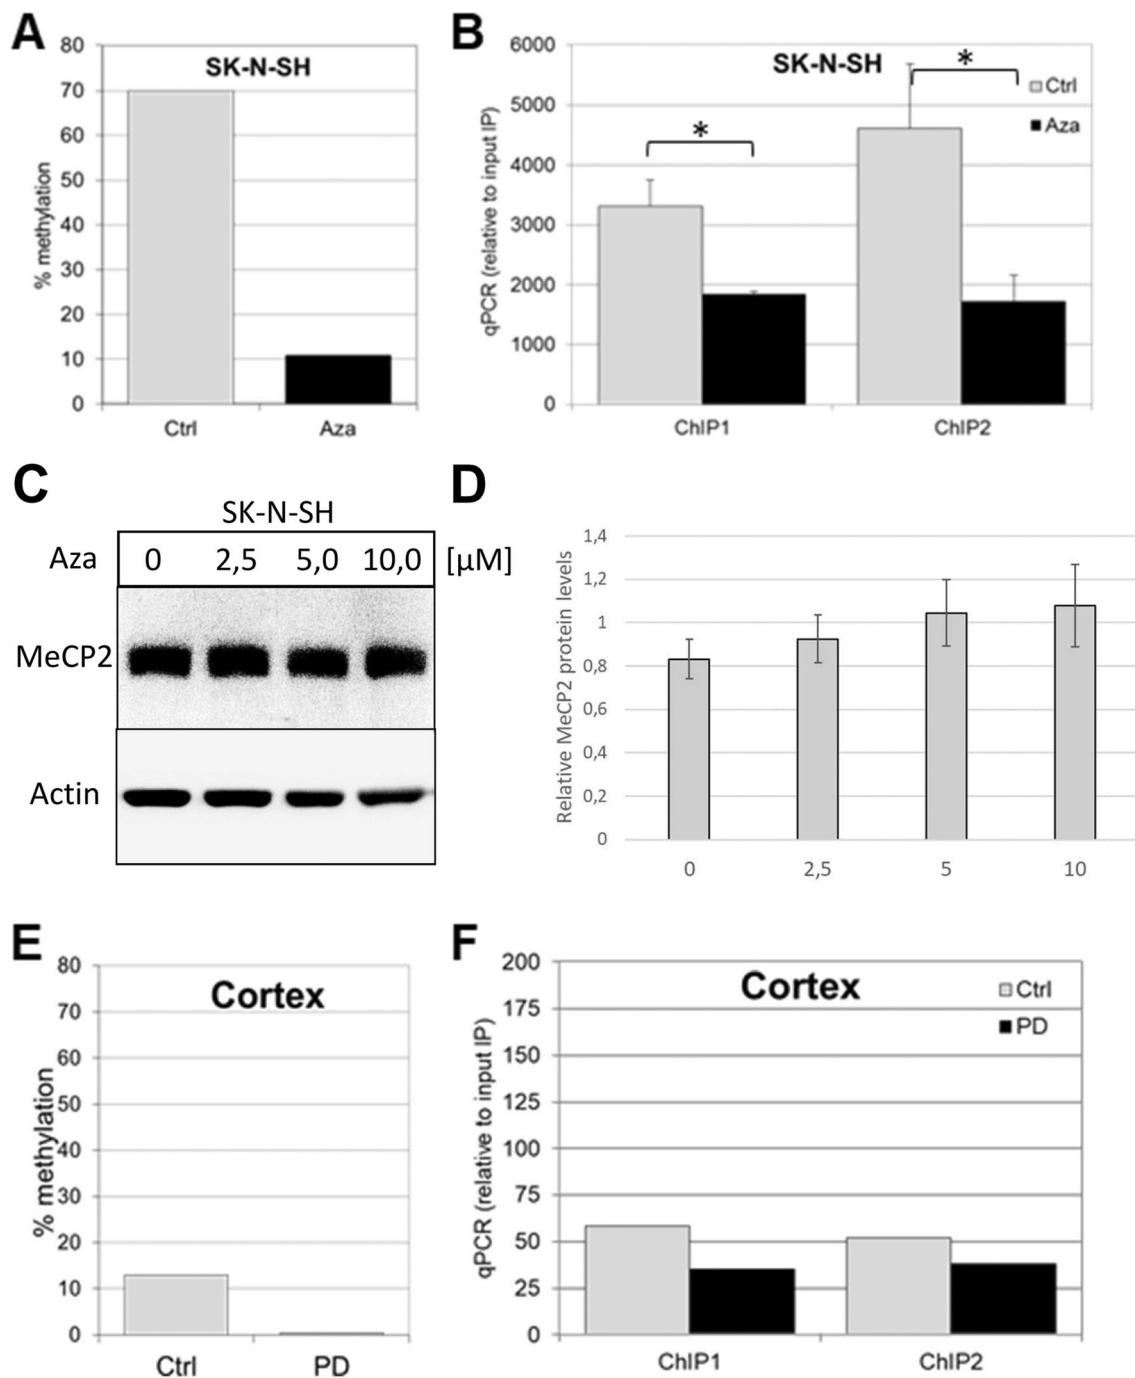 A
80
70
60
50
40
30
20
10
0
% methylation
SK-N-SH
Ctrl
Aza
B
6000
5000
4000
3000
2000
1000
0
qPCR (relative to input IP)
SK-N-SH
*
*
Ctrl
Aza
ChIP1
ChIP2
C
SK-N-SH
Aza 0 2,5 5,0 10,0 [µM]
MeCP2
Actin
D
1,4
1,2
1
0,8
0,6
0,4
0,2
0
Relative MeCP2 protein levels
0 2,5 5 10
E
80
70
60
50
40
30
20
10
0
% methylation
Cortex
Ctrl
PD
F
200
175
150
125
100
75
50
25
0
qPCR (relative to input IP)
Cortex
Ctrl
PD
ChIP1
ChIP2